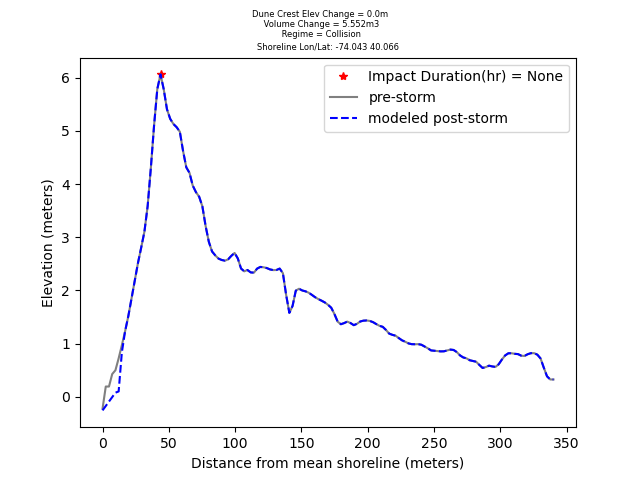 Dune Crest Elev Change = 0.0m
Volume Change = 5.552m3
Regime = Collision
Shoreline Lon/Lat: -74.043 40.066
Impact Duration(hr) = None
pre-storm
modeled post-storm
Elevation (meters)
6
5
4
3
2
1
0
0 50 100 150 200 250 300 350
Distance from mean shoreline (meters)